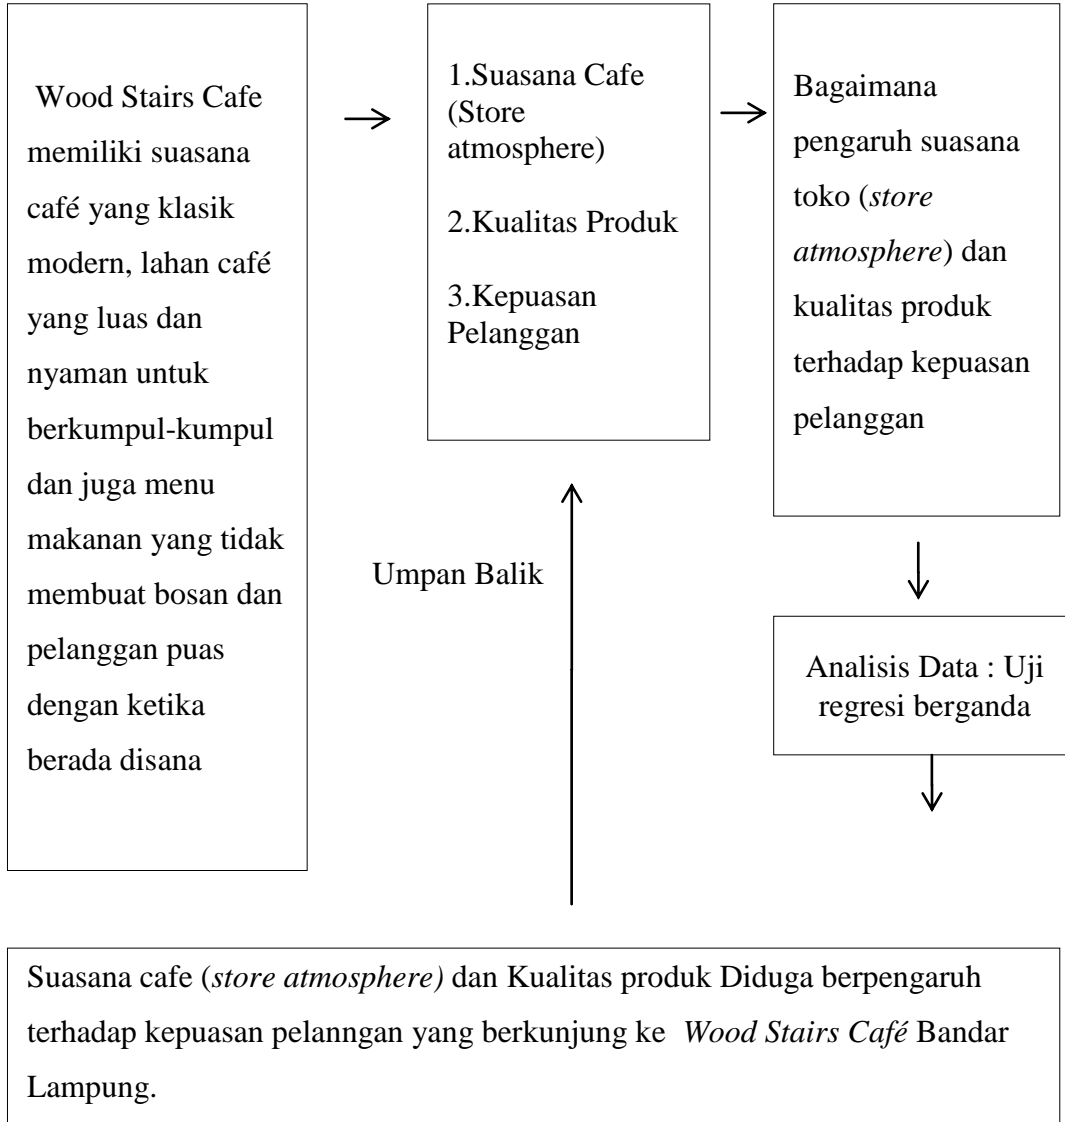 Wood Stairs Cafe
memiliki suasana
café yang klasik
modern, lahan café
yang luas dan
nyaman untuk
berkumpul-kumpul
dan juga menu
makanan yang tidak
membuat bosan dan
pelanggan puas
dengan ketika
berada disana
1.Suasana Cafe
(Store
atmosphere)
2.Kualitas Produk
3.Kepuasan
Pelanggan
Bagaimana
pengaruh suasana
toko (store
atmosphere) dan
kualitas produk
terhadap kepuasan
pelanggan
Umpan Balik
Analisis Data : Uji
regresi berganda
Suasana cafe (store atmosphere) dan Kualitas produk Diduga berpengaruh
terhadap kepuasan pelanngan yang berkunjung ke Wood Stairs Café Bandar
Lampung.